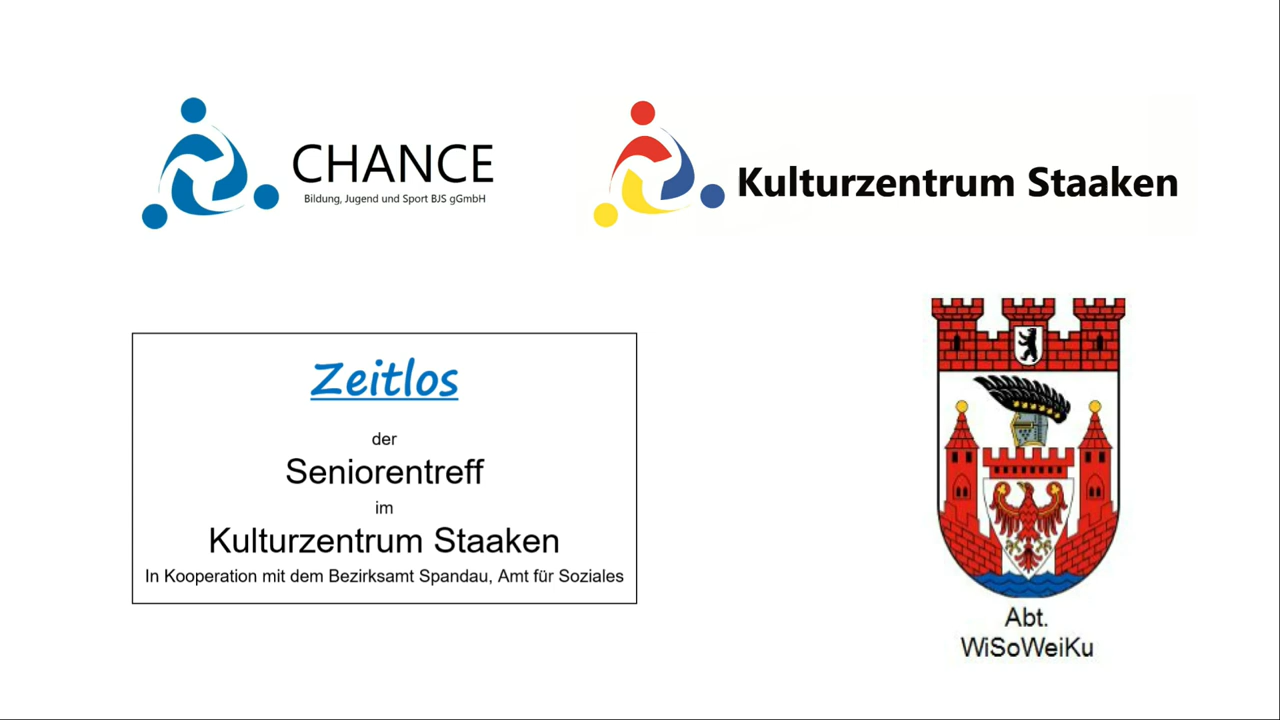 CHANCE
Bildung, Jugend und Sport BJS gGmbH
Kulturzentrum Staaken
Zeitlos
der
Seniorentreff
im
Kulturzentrum Staaken
In Kooperation mit dem Bezirksamt Spandau, Amt für Soziales
Abt.
WiSoWeiKu